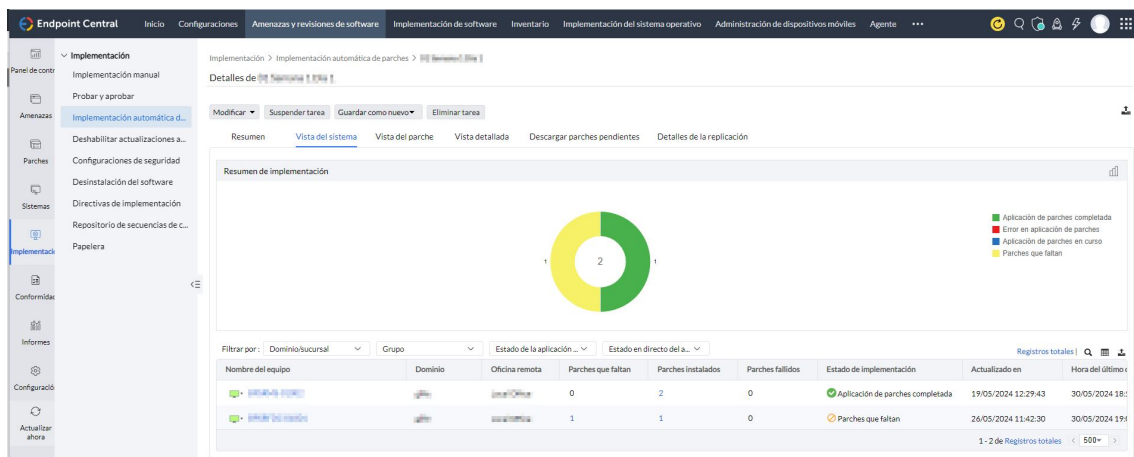 Endpoint Central
Inicio Configuraciones Amenazas y revisiones de software Implementación de software Inventario Implementación del sistema operativo Administración de dispositivos móviles Agente ...
Panel de contr
Amenazas
Parches
Sistemas
Implementació
Conformidad
Informes
Configuració
Actualizar
ahora
Implementación
Implementación manual
Probar y aprobar
Implementación automática d...
Deshabilitar actualizaciones a...
Configuraciones de seguridad
Desinstalación del software
Directivas de implementación
Repositorio de secuencias de c...
Papelera
Implementación > Implementación automática de parches >
Detalles de
Modificar Suspender tarea Guardar como nuevo Eliminar tarea
Resumen Vista del sistema Vista del parche Vista detallada Descargar parches pendientes Detalles de la replicación
Resumen de implementación
1 2 1
Aplicación de parches completada
Error en aplicación de parches
Aplicación de parches en curso
Parches que faltan
Filtrar por : Dominio/sucursal Grupo Estado de la aplicación ... Estado en directo del a...
Registros totales |
Nombre del equipo Dominio Oficina remota Parches que faltan Parches instalados Parches fallidos Estado de implementación Actualizado en Hora del último
0 2 0 Aplicación de parches completada 19/05/2024 12:29:43 30/05/2024
1 1 0 Parches que faltan 26/05/2024 11:42:30 30/05/2024
1 - 2 de Registros totales < 500 >